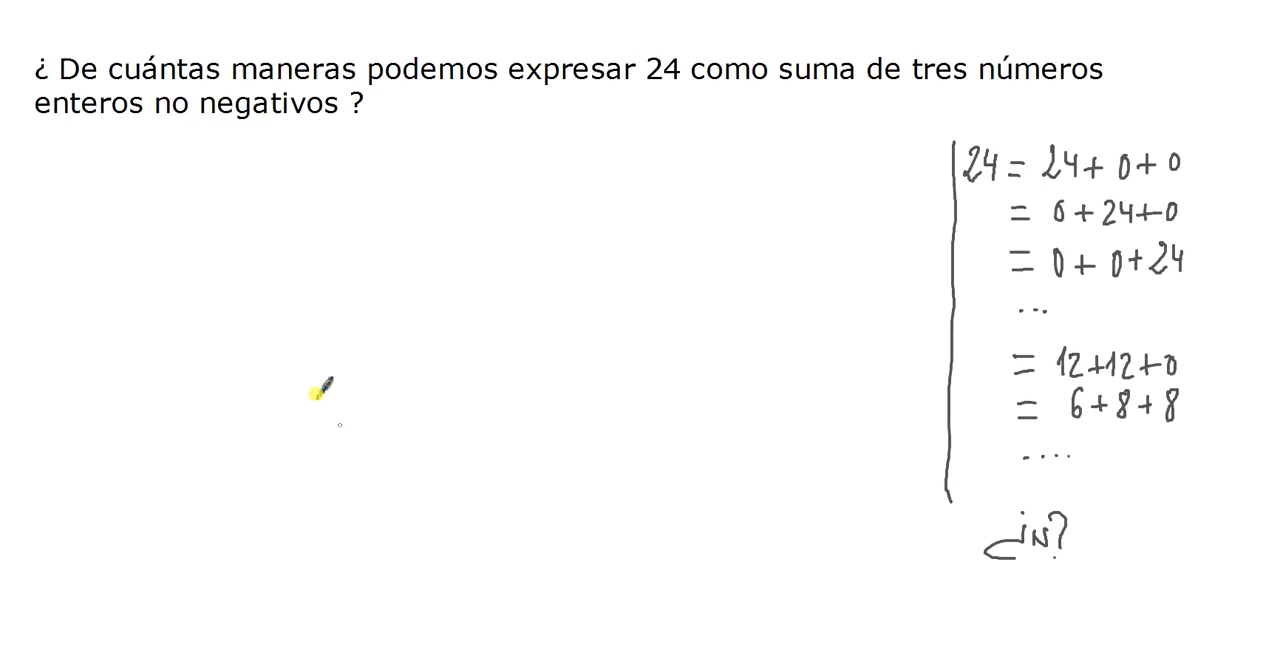 ¿ De cuántas maneras podemos expresar 24 como suma de tres números
enteros no negativos ?
24 = 24 + 0 + 0
= 0 + 24 + 0
= 0 + 0 + 24
...
= 12 + 12 + 0
= 6 + 8 + 8
....